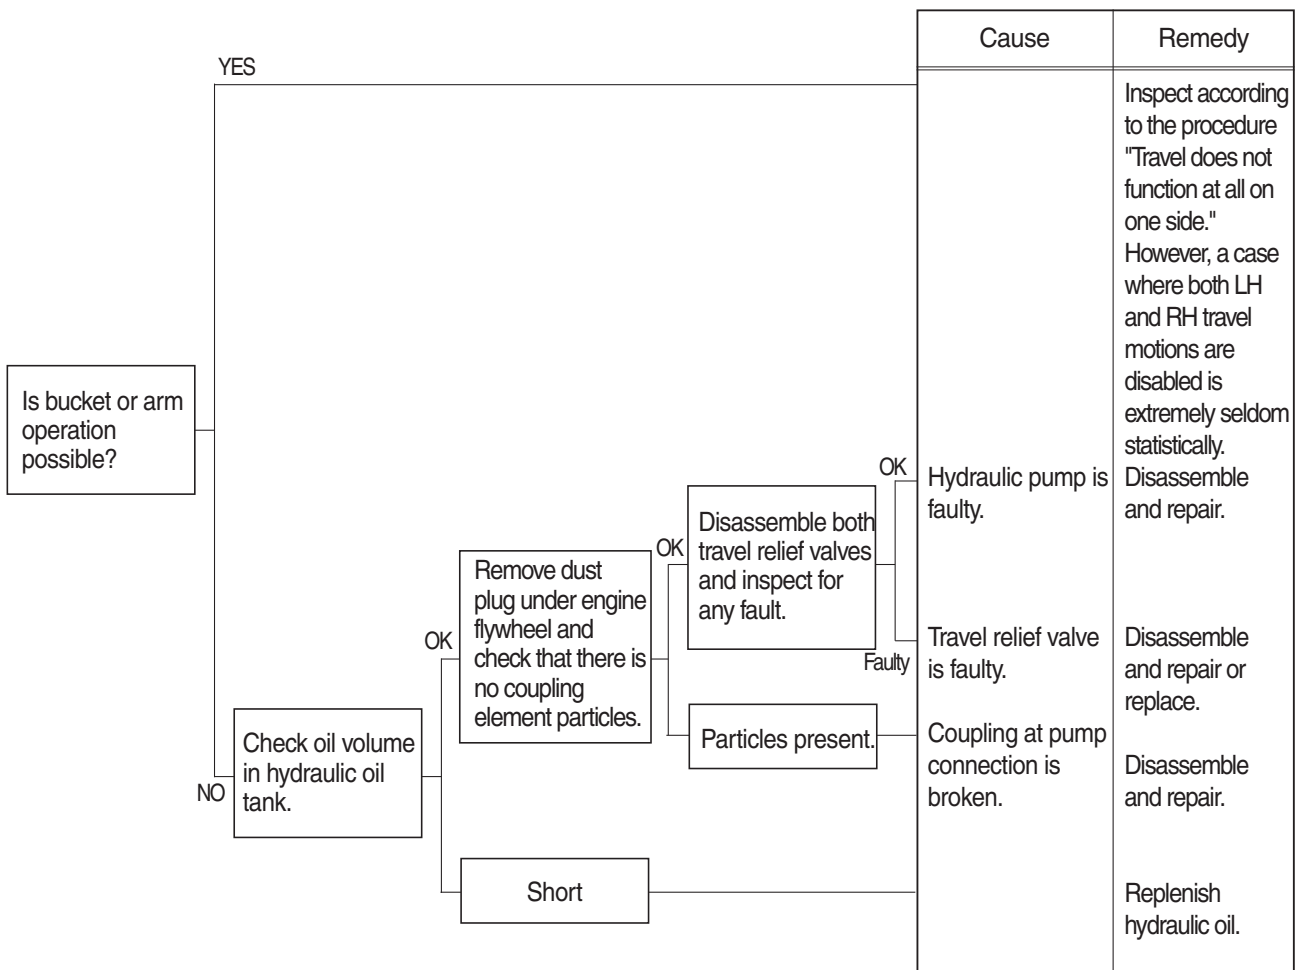 Cause
Remedy
YES
Inspect according
to the procedure
"Travel does not
function at all on
one side."
However, a case
where both LH
and RH travel
motions are
disabled is
extremely seldom
statistically.
Is bucket or arm
operation
possible?
NO
Check oil volume
in hydraulic oil
tank.
OK
Remove dust
plug under engine
flywheel and
check that there is
no coupling
element particles.
OK
Disassemble both
travel relief valves
and inspect for
any fault.
OK
Hydraulic pump is
faulty.
Disassemble
and repair.
Faulty
Travel relief valve
is faulty.
Disassemble
and repair or
replace.
Particles present.
Coupling at pump
connection is
broken.
Disassemble
and repair.
Short
Replenish
hydraulic oil.